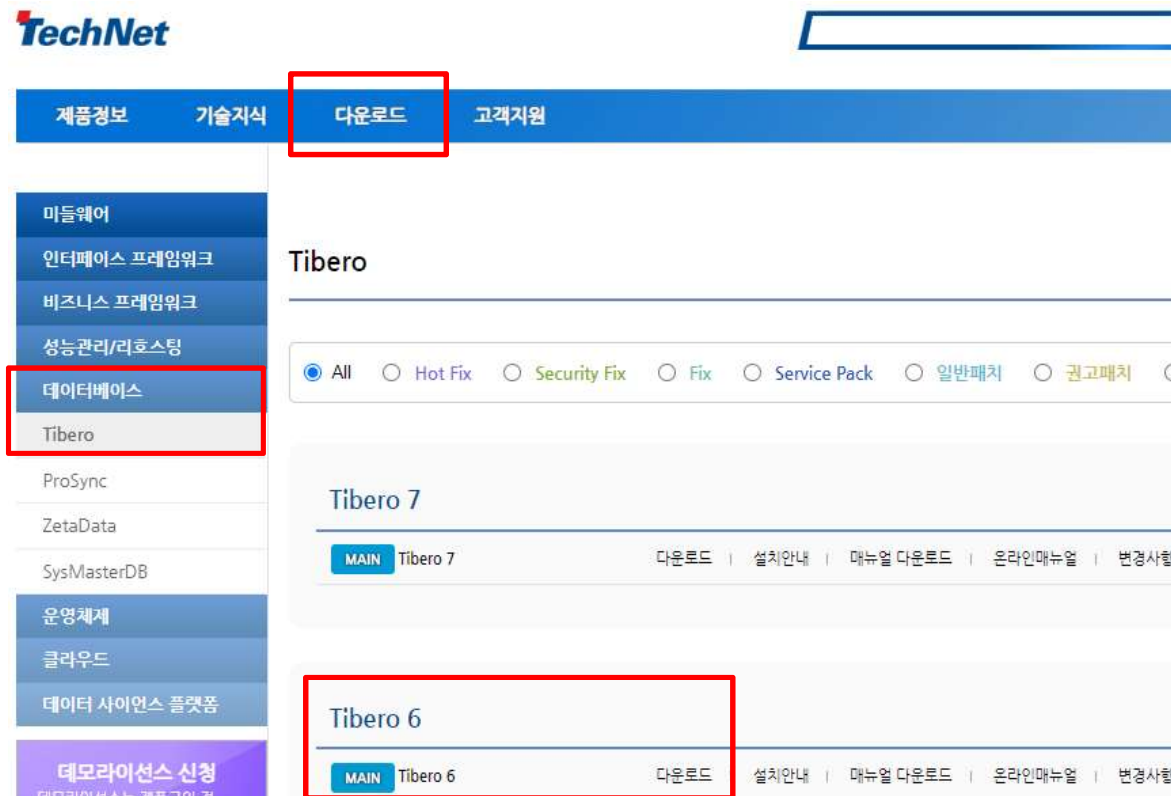 TechNet
제품정보 기술지식 다운로드 고객지원
미들웨어
인터페이스 프레임워크
비즈니스 프레임워크
성능관리/리호스팅
데이터베이스
Tibero
ProSync
ZetaData
SysMasterDB
운영체제
클라우드
데이터 사이언스 플랫폼
데모라이선스 신청
Tibero
All Hot Fix Security Fix Fix Service Pack 일반패치 권고패치
Tibero 7
MAIN Tibero 7 다운로드 | 설치안내 | 매뉴얼 다운로드 | 온라인매뉴얼 | 변경사항
Tibero 6
MAIN Tibero 6 다운로드 | 설치안내 | 매뉴얼 다운로드 | 온라인매뉴얼 | 변경사항